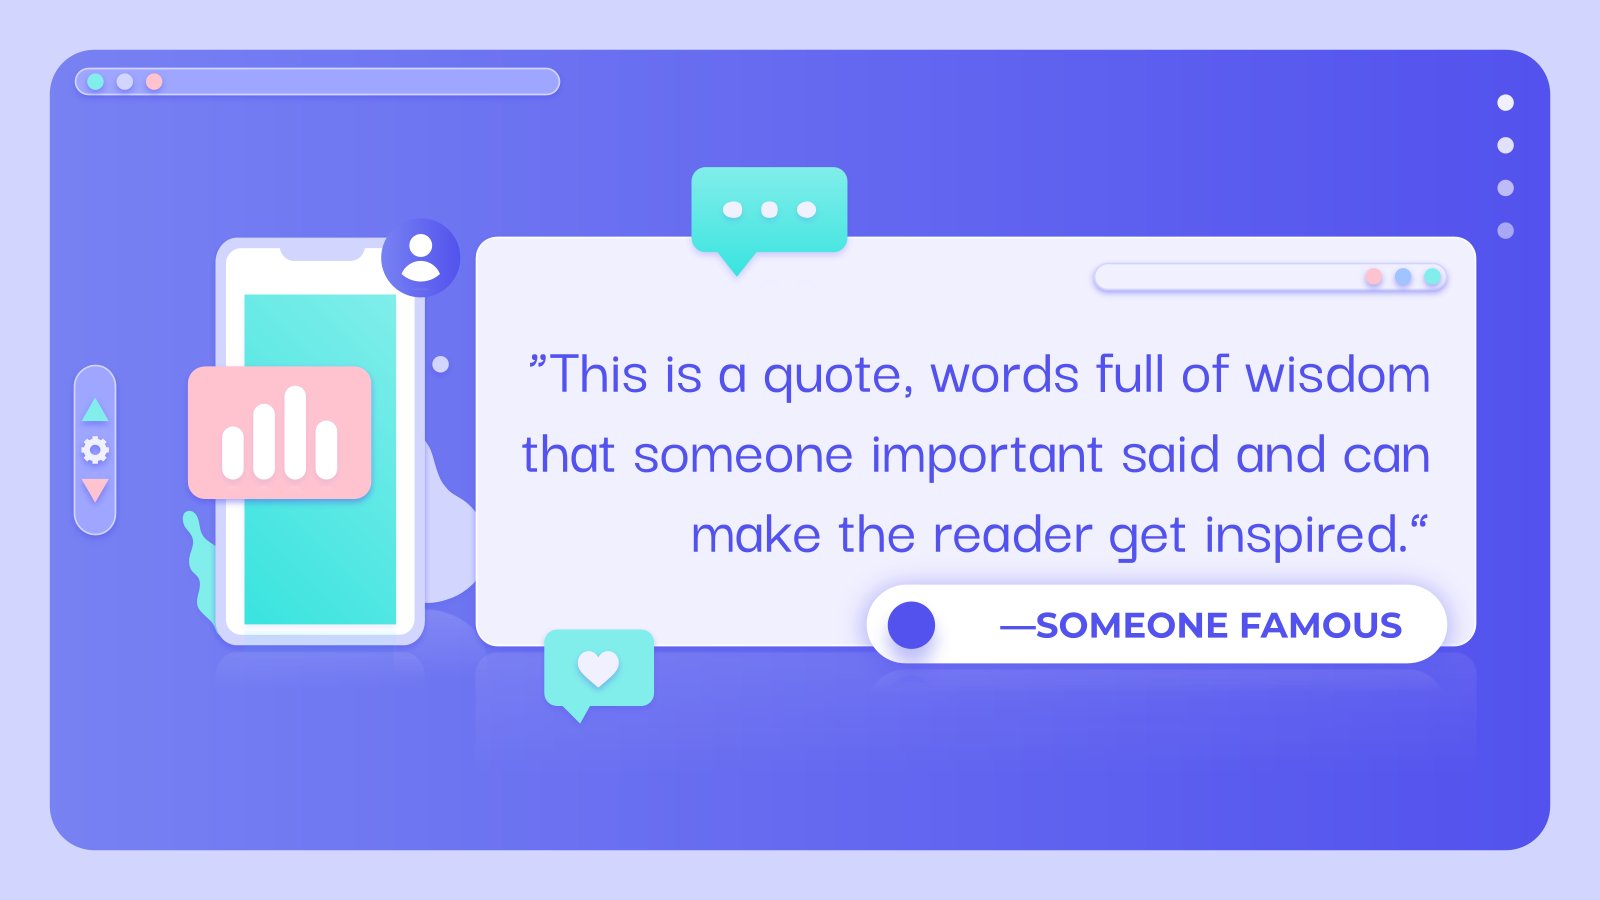 ”This is a quote, words full of wisdom
that someone important said and can
make the reader get inspired.“
—SOMEONE FAMOUS